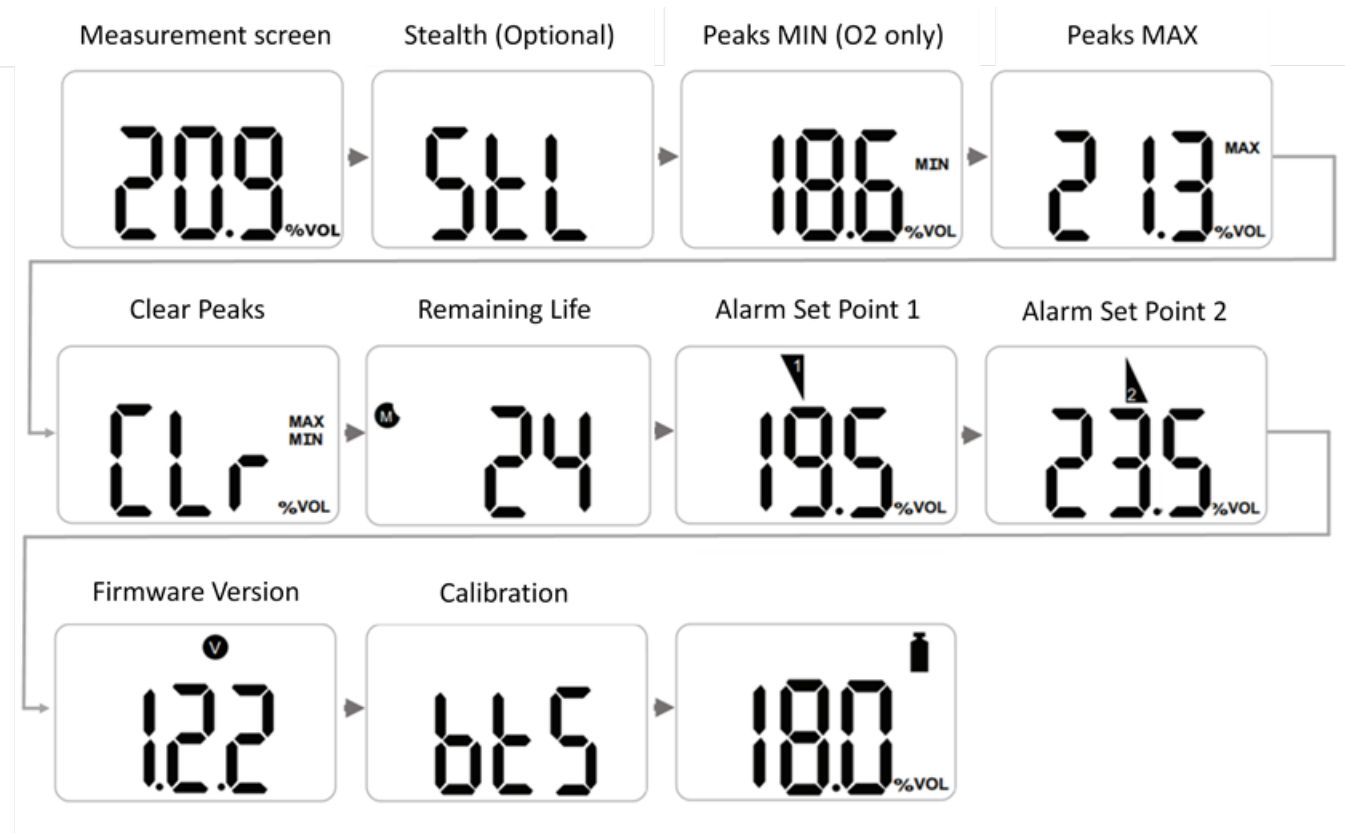 Measurement screen
Stealth (Optional)
Peaks MIN (O2 only)
Peaks MAX
20.9 %VOL
StL
18.6 MIN %VOL
21.3 MAX %VOL
Clear Peaks
Remaining Life
Alarm Set Point 1
Alarm Set Point 2
CLr MAX MIN %VOL
M 24
1 19.5 %VOL
2 23.5 %VOL
Firmware Version
Calibration
V 1.2.2
btS
18.0 %VOL